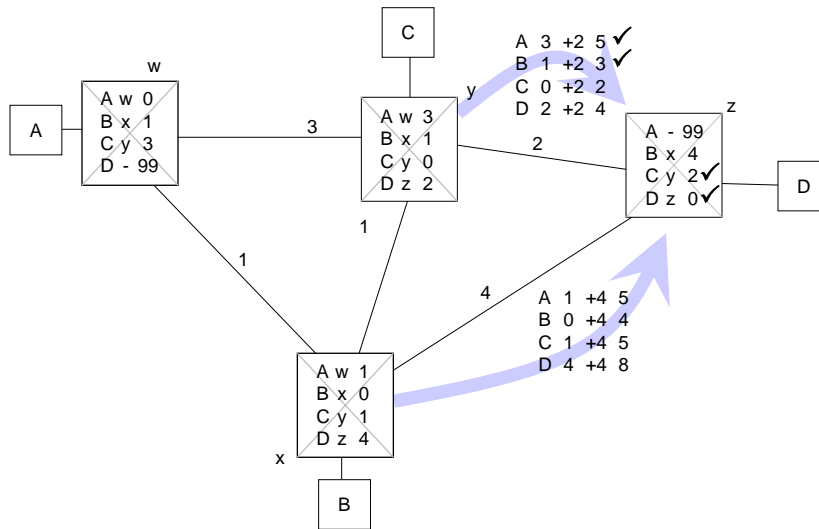 C
A 3 +2 5 ✓
B 1 +2 3 ✓
C 0 +2 2
D 2 +2 4
w
A w 0
B x 1
C y 3
D - 99
A
3
y
A w 3
B x 1
C y 0
D z 2
2
z
A - 99
B x 4
C y 2 ✓
D z 0 ✓
D
1
1
4
A 1 +4 5
B 0 +4 4
C 1 +4 5
D 4 +4 8
A w 1
B x 0
C y 1
D z 4
x
B